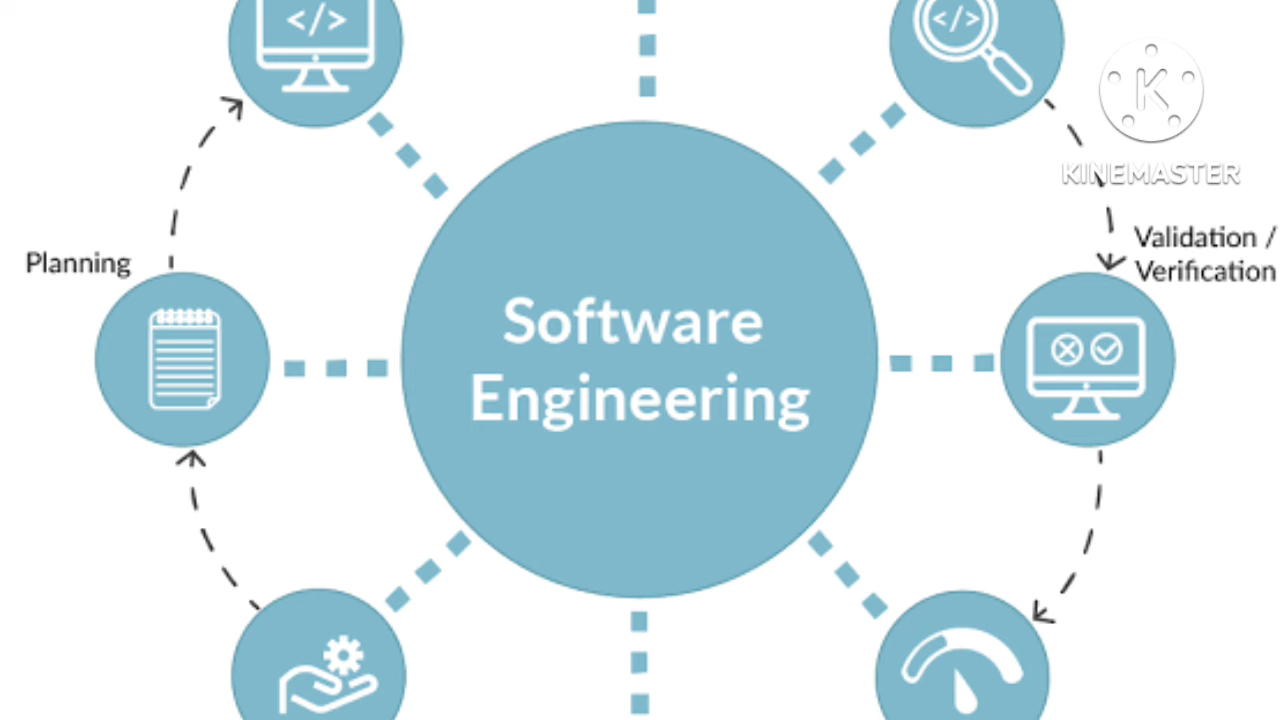 </>
</>
K
KINEMASTER
Validation /
Verification
Planning
Software
Engineering